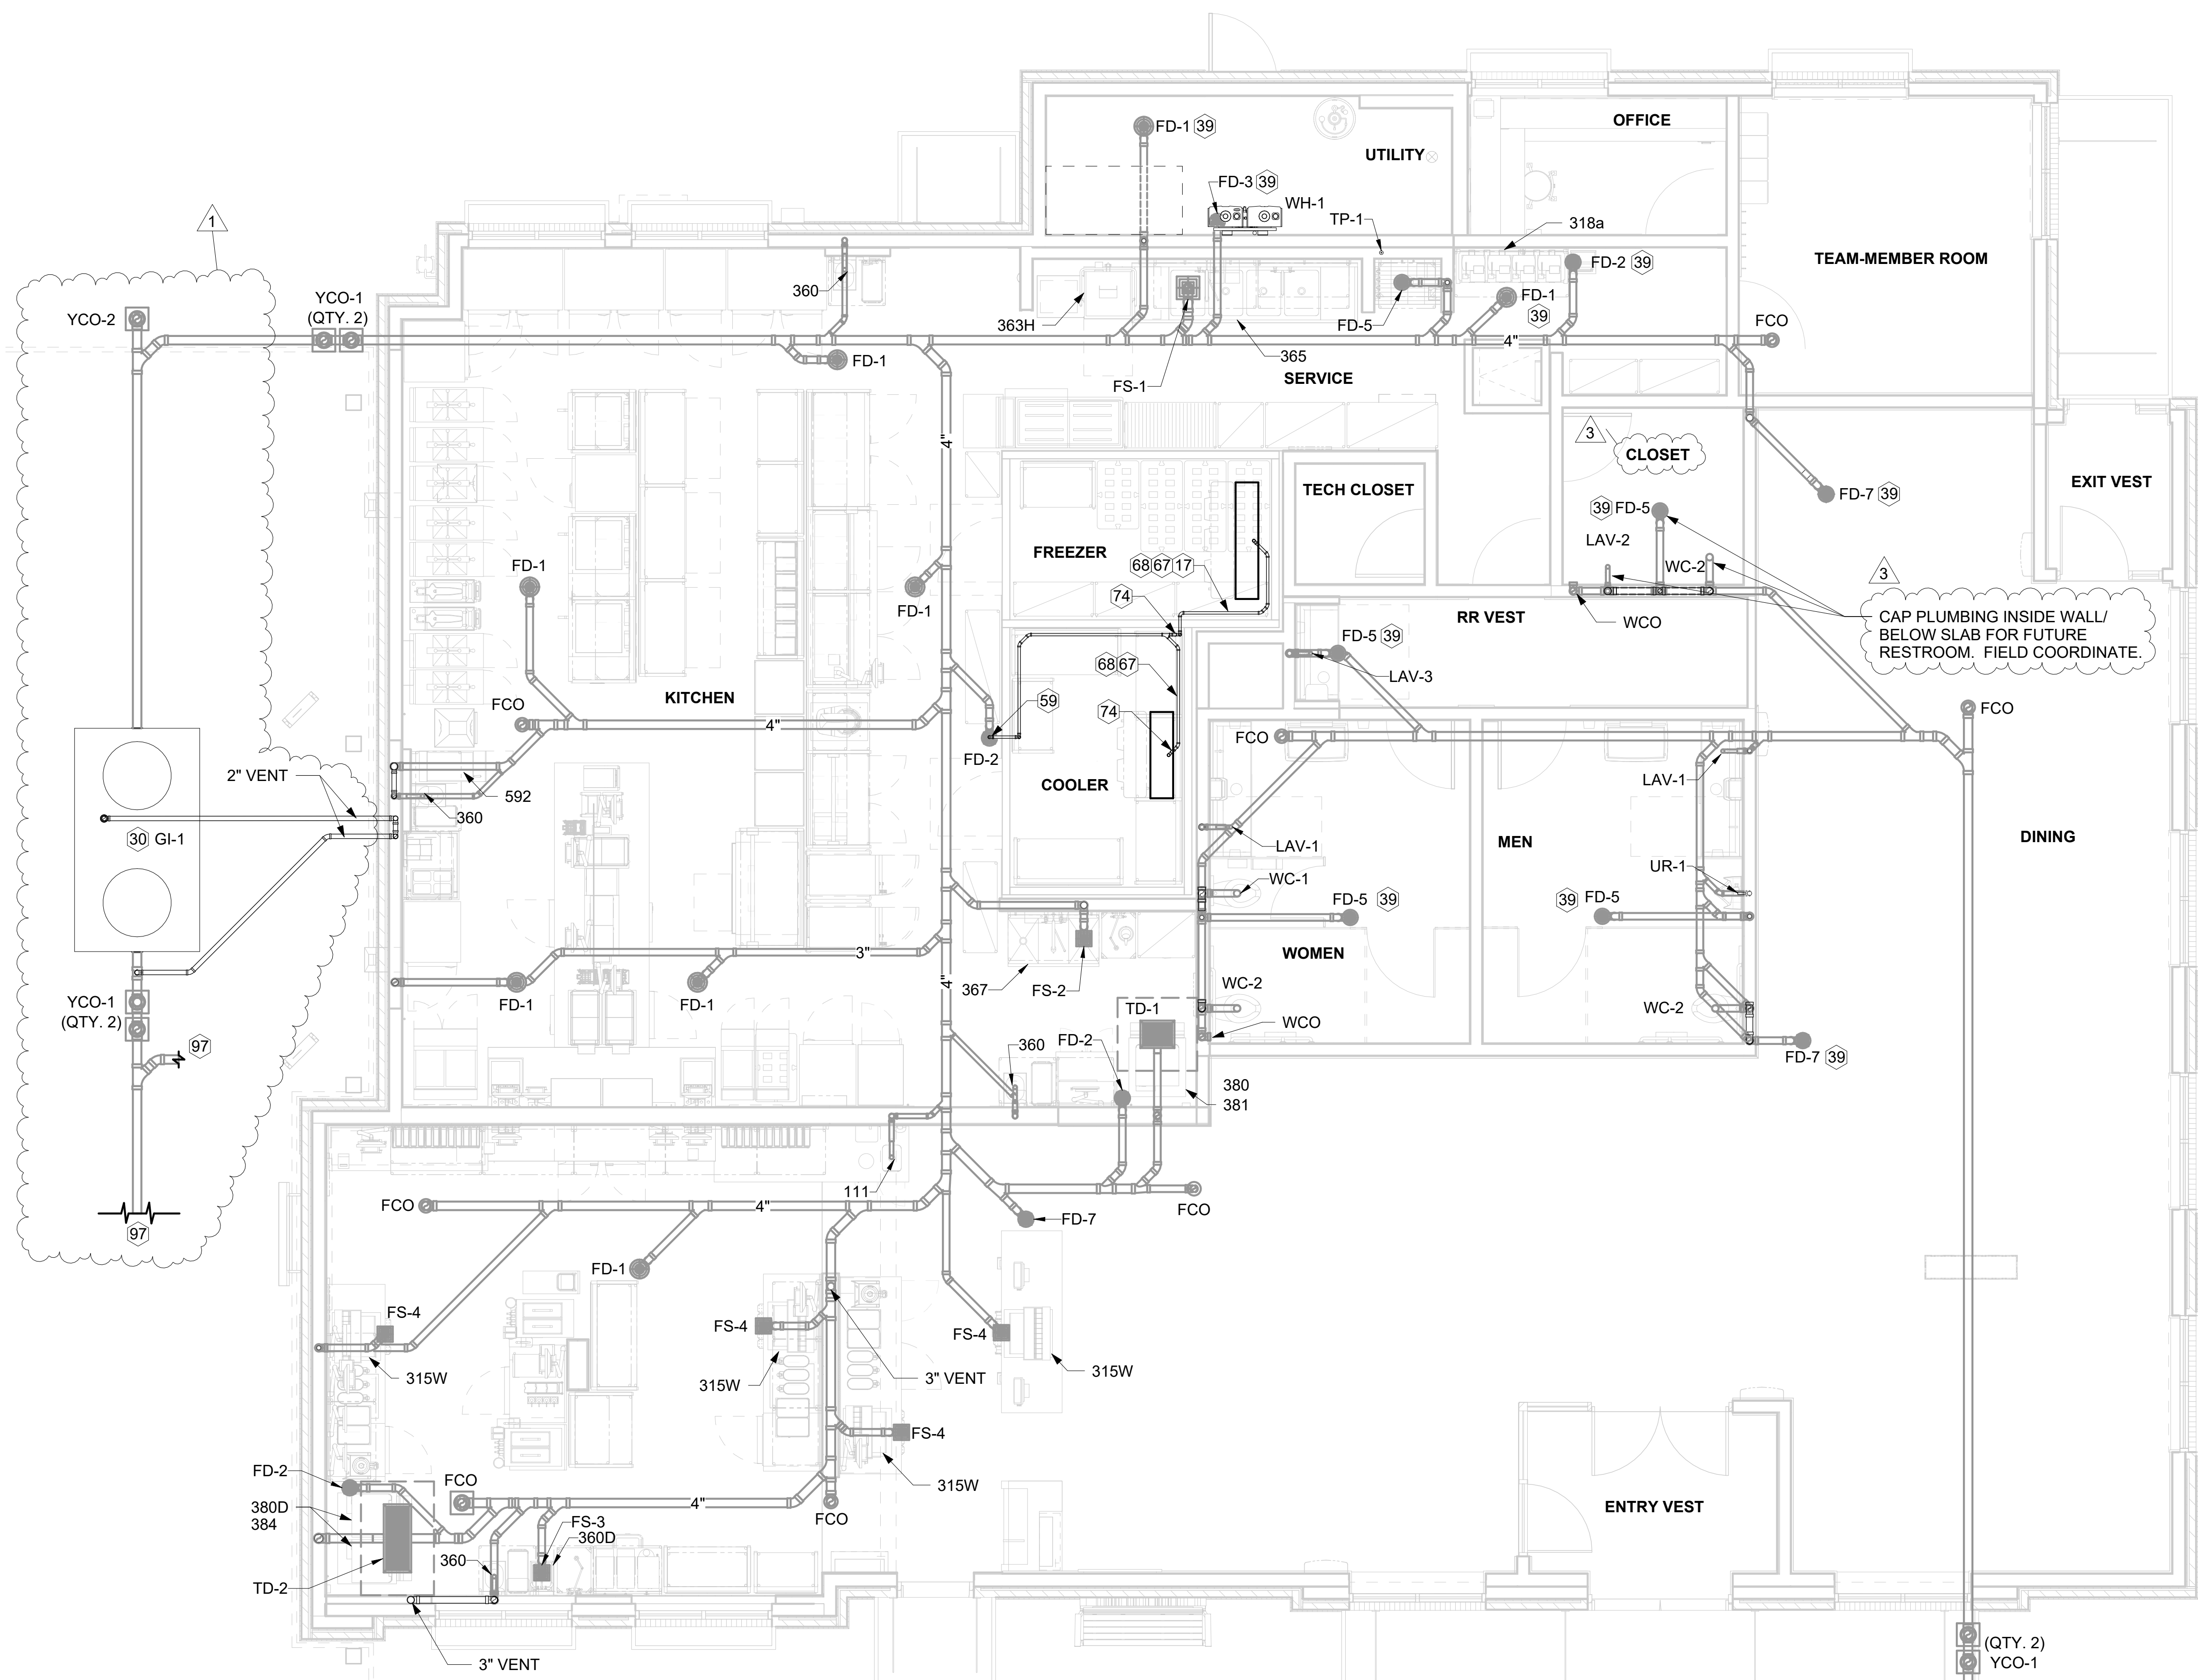 OFFICE
FD-1 39
UTILITY
FD-3 39
WH-1
TP-1
318a
1
TEAM-MEMBER ROOM
FD-2 39
360
YCO-1
(QTY. 2)
YCO-2
FD-1
39
363H
FD-5
FCO
4"
365
FD-1
SERVICE
FS-1
4"
3
CLOSET
EXIT VEST
TECH CLOSET
FD-7 39
39 FD-5
LAV-2
FREEZER
68 67 17
WC-2
FD-1
3
74
FD-1
CAP PLUMBING INSIDE WALL/
BELOW SLAB FOR FUTURE
RESTROOM. FIELD COORDINATE.
RR VEST
WCO
FD-5 39
68 67
LAV-3
KITCHEN
59
FCO
4"
74
FCO
FCO
FD-2
2" VENT
COOLER
LAV-1
592
360
30 GI-1
LAV-1
MEN
DINING
UR-1
WC-1
FD-5 39
39 FD-5
3"
WOMEN
4"
367
FS-2
WC-2
WC-2
YCO-1
(QTY. 2)
TD-1
WCO
97
360
FD-2
FD-7 39
380
381
111
FCO
4"
FCO
FD-7
97
FD-1
FS-4
FS-4
FS-4
315W
315W
3" VENT
315W
FS-4
FD-2
FCO
315W
380D
384
4"
FCO
ENTRY VEST
FS-3
360D
360
TD-2
(QTY. 2)
YCO-1
3" VENT
FD-1
FD-1